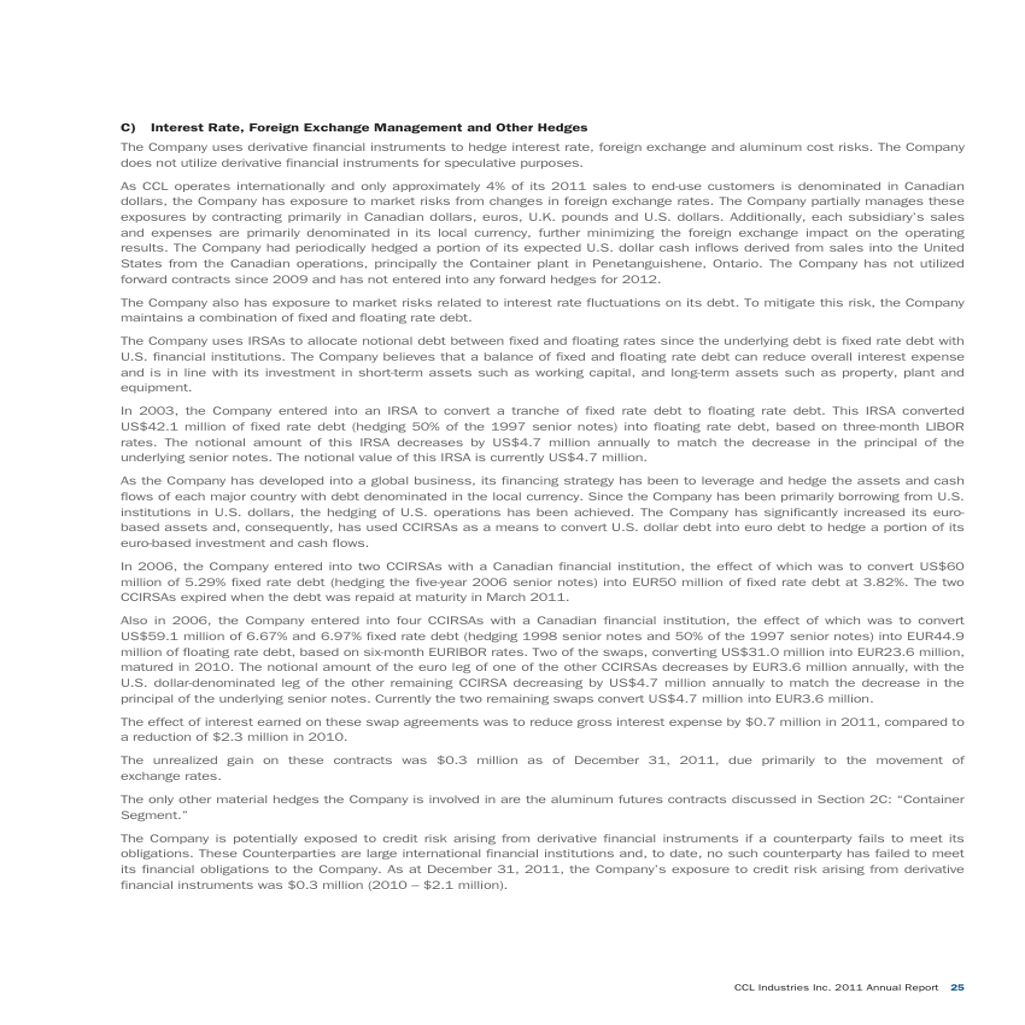 C) Interest Rate, Foreign Exchange Management and Other Hedges
The Company uses derivative financial instruments to hedge interest rate, foreign exchange and aluminum cost risks. The Company
does not utilize derivative financial instruments for speculative purposes.
As CCL operates internationally and only approximately 4% of its 2011 sales to end-use customers is denominated in Canadian
dollars, the Company has exposure to market risks from changes in foreign exchange rates. The Company partially manages these
exposures by contracting primarily in Canadian dollars, euros, U.K. pounds and U.S. dollars. Additionally, each subsidiary's sales
and expenses are primarily denominated in its local currency, further minimizing the foreign exchange impact on the operating
results. The Company had periodically hedged a portion of its expected U.S. dollar cash inflows derived from sales into the United
States from the Canadian operations, principally the Container plant in Penetanguishene, Ontario. The Company has not utilized
forward contracts since 2009 and has not entered into any forward hedges for 2012.
The Company also has exposure to market risks related to interest rate fluctuations on its debt. To mitigate this risk, the Company
maintains a combination of fixed and floating rate debt.
The Company uses IRSAs to allocate notional debt between fixed and floating rates since the underlying debt is fixed rate debt with
U.S. financial institutions. The Company believes that a balance of fixed and floating rate debt can reduce overall interest expense
and is in line with its investment in short-term assets such as working capital, and long-term assets such as property, plant and
equipment.
In 2003, the Company entered into an IRSA to convert a tranche of fixed rate debt to floating rate debt. This IRSA converted
US$42.1 million of fixed rate debt (hedging 50% of the 1997 senior notes) into floating rate debt, based on three-month LIBOR
rates. The notional amount of this IRSA decreases by US$4.7 million annually to match the decrease in the principal of the
underlying senior notes. The notional value of this IRSA is currently US$4.7 million.
As the Company has developed into a global business, its financing strategy has been to leverage and hedge the assets and cash
flows of each major country with debt denominated in the local currency. Since the Company has been primarily borrowing from U.S.
institutions in U.S. dollars, the hedging of U.S. operations has been achieved. The Company has significantly increased its euro-
based assets and, consequently, has used CCIRSAs as a means to convert U.S. dollar debt into euro debt to hedge a portion of its
euro-based investment and cash flows.
In 2006, the Company entered into two CCIRSAs with a Canadian financial institution, the effect of which was to convert US$60
million of 5.29% fixed rate debt (hedging the five-year 2006 senior notes) into EUR50 million of fixed rate debt at 3.82%. The two
CCIRSAs expired when the debt was repaid at maturity in March 2011.
Also in 2006, the Company entered into four CCIRSAs with a Canadian financial institution, the effect of which was to convert
US$59.1 million of 6.67% and 6.97% fixed rate debt (hedging 1998 senior notes and 50% of the 1997 senior notes) into EUR44.9
million of floating rate debt, based on six-month EURIBOR rates. Two of the swaps, converting US$31.0 million into EUR23.6 million,
matured in 2010. The notional amount of the euro leg of one of the other CCIRSAs decreases by EUR3.6 million annually, with the
U.S. dollar-denominated leg of the other remaining CCIRSA decreasing by US$4.7 million annually to match the decrease in the
principal of the underlying senior notes. Currently the two remaining swaps convert US$4.7 million into EUR3.6 million.
The effect of interest earned on these swap agreements was to reduce gross interest expense by $0.7 million in 2011, compared to
a reduction of $2.3 million in 2010.
The unrealized gain on these contracts was $0.3 million as of December 31, 2011, due primarily to the movement of
exchange rates.
The only other material hedges the Company is involved in are the aluminum futures contracts discussed in Section 2C: “Container
Segment.”
The Company is potentially exposed to credit risk arising from derivative financial instruments if a counterparty fails to meet its
obligations. These Counterparties are large international financial institutions and, to date, no such counterparty has failed to meet
its financial obligations to the Company. As at December 31, 2011, the Company's exposure to credit risk arising from derivative
financial instruments was $0.3 million (2010 – $2.1 million).
CCL Industries Inc. 2011 Annual Report 25